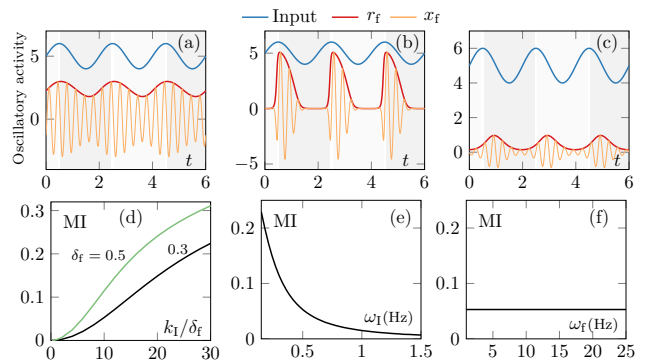 Input r_f x_f
Oscillatory activity
5
0
0 2 4 6
(a)
t
5
0
−5
0 2 4 6
(b)
t
6
4
2
0
0 2 4 6
(c)
t
0.3
0.2
0.1
0
0 10 20 30
MI (d)
δ_f = 0.5
0.3
k_I/δ_f
0.2
0.1
0
0.5 1 1.5
MI (e)
ω_I(Hz)
0.2
0.1
0
5 10 15 20 25
MI (f)
ω_f(Hz)